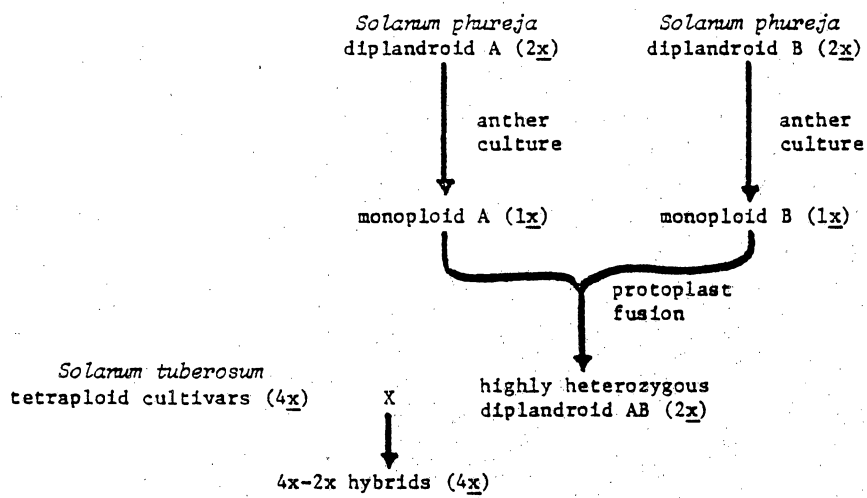 Solanum phureja
diplandroid A (2x)
Solanum phureja
diplandroid B (2x)
anther
culture
anther
culture
monoploid A (1x)
monoploid B (1x)
protoplast
fusion
Solanum tuberosum
tetraploid cultivars (4x)
X
highly heterozygous
diplandroid AB (2x)
4x-2x hybrids (4x)